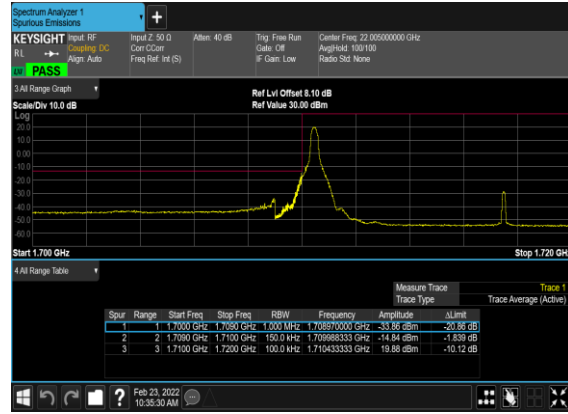 Spectrum Analyzer 1
Spurious Emissions
KEYSIGHT Input: RF Input Z: 50 Ω Atten: 40 dB Trig: Free Run Center Freq: 22.005000000 GHz
RL Coupling: DC Corr CCorr Gate: Off Avg|Hold: 100/100
Align: Auto Freq Ref: Int (S) IF Gain: Low Radio Std: None
PASS
3 All Range Graph Ref Lvl Offset 8.10 dB
Scale/Div 10.0 dB Ref Value 30.00 dBm
Log
20.0
10.0
0.00
-10.0
-20.0
-30.0
-40.0
-50.0
-60.0
Start 1.700 GHz Stop 1.720 GH
4 All Range Table
Measure Trace Trace 1
Trace Type Trace Average (Active)
Spur Range Start Freq Stop Freq RBW Frequency Amplitude ΔLimit
1 1 1.7000 GHz 1.7090 GHz 1.000 MHz 1.708970000 GHz -33.86 dBm -20.86 dB
2 2 1.7090 GHz 1.7100 GHz 150.0 kHz 1.709988333 GHz -14.84 dBm -1.839 dB
3 3 1.7100 GHz 1.7200 GHz 100.0 kHz 1.710433333 GHz 19.88 dBm -10.12 dB
? Feb 23, 2022
10:35:30 AM